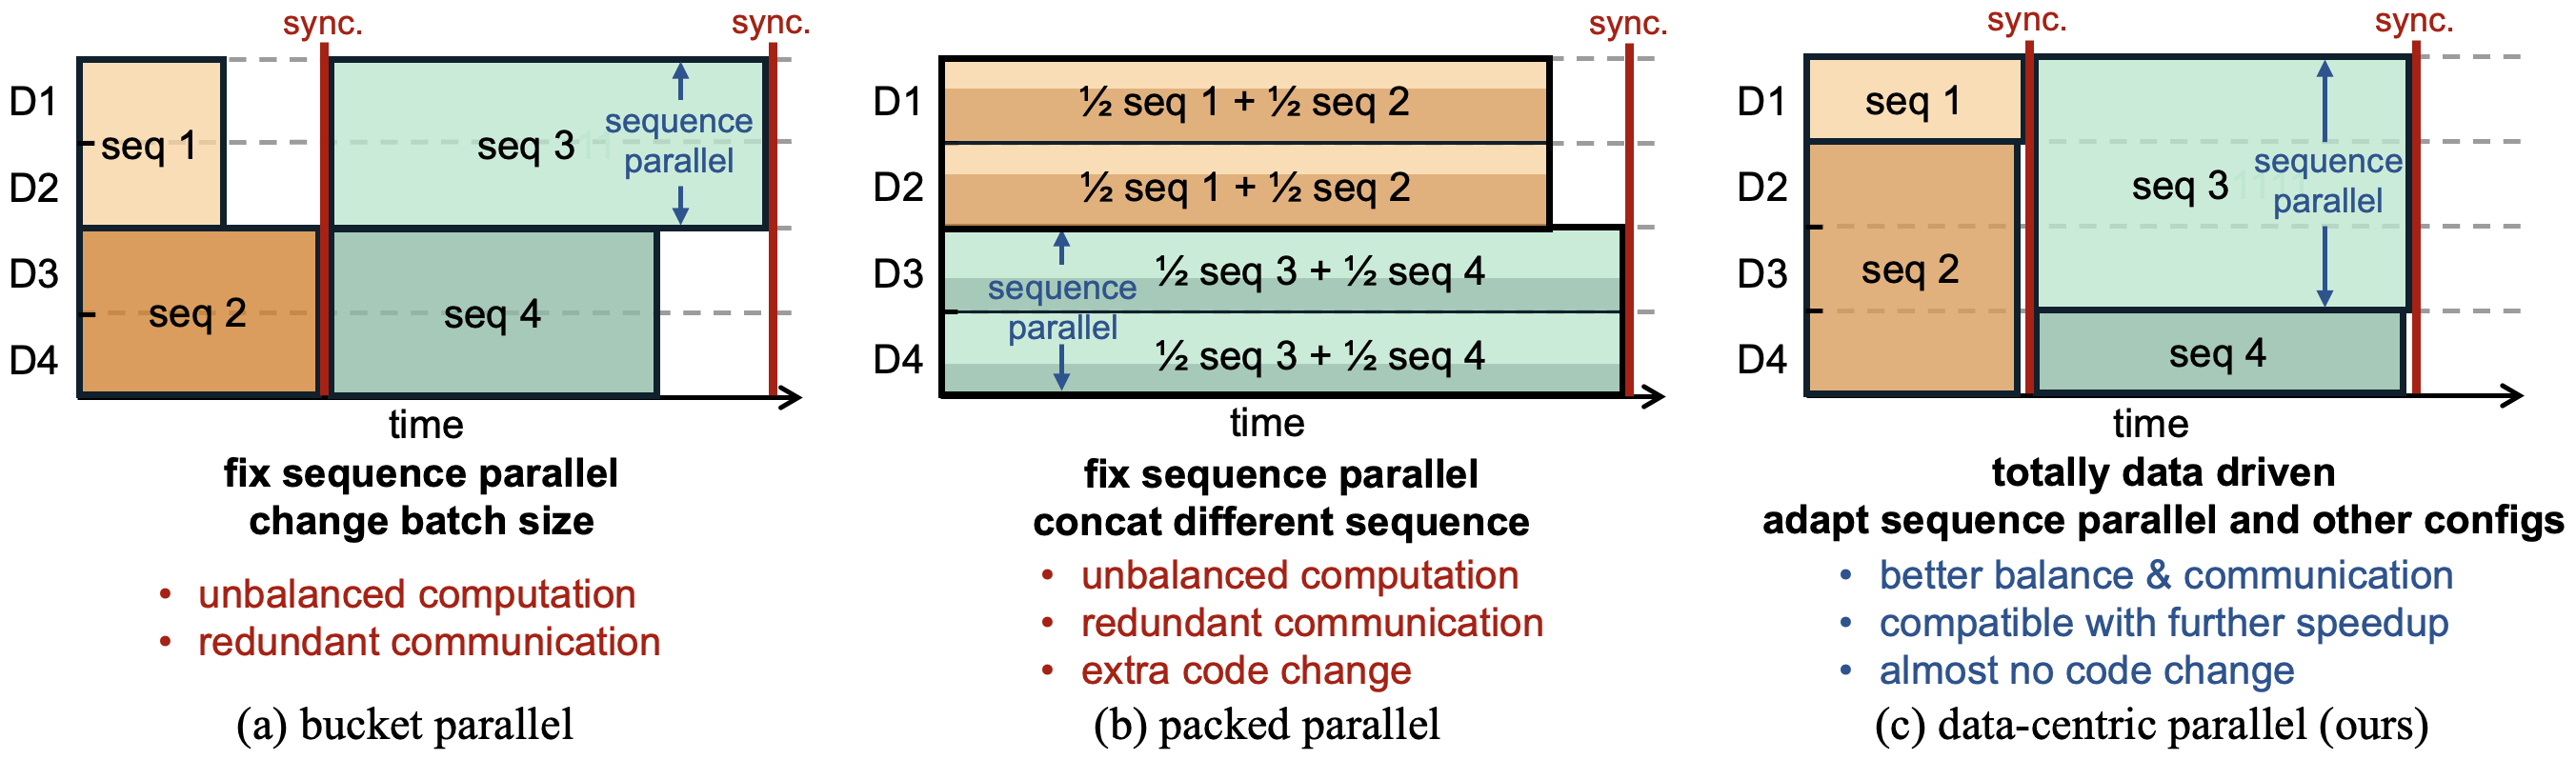 sync.
sync.
D1
D2
D3
D4
seq 1
seq 2
seq 3
seq 4
sequence
parallel
time
fix sequence parallel
change batch size
• unbalanced computation
• redundant communication
(a) bucket parallel
sync.
D1
D2
D3
D4
½ seq 1 + ½ seq 2
½ seq 1 + ½ seq 2
½ seq 3 + ½ seq 4
½ seq 3 + ½ seq 4
sequence
parallel
time
fix sequence parallel
concat different sequence
• unbalanced computation
• redundant communication
• extra code change
(b) packed parallel
sync.
sync.
D1
D2
D3
D4
seq 1
seq 2
seq 3
seq 4
sequence
parallel
time
totally data driven
adapt sequence parallel and other configs
• better balance & communication
• compatible with further speedup
• almost no code change
(c) data-centric parallel (ours)